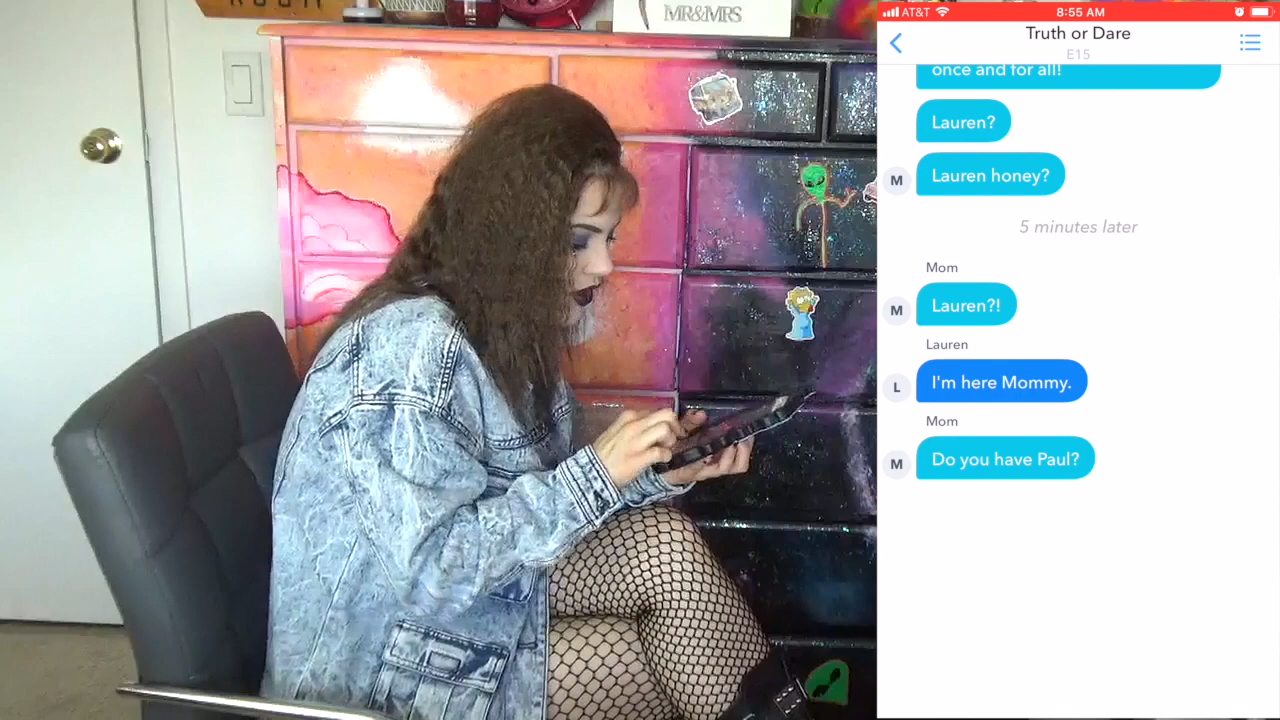 ROOM
MR&MRS
AT&T
8:55 AM
Truth or Dare
E15
once and for all!
Lauren?
M
Lauren honey?
5 minutes later
Mom
M
Lauren?!
Lauren
L
I'm here Mommy.
Mom
M
Do you have Paul?